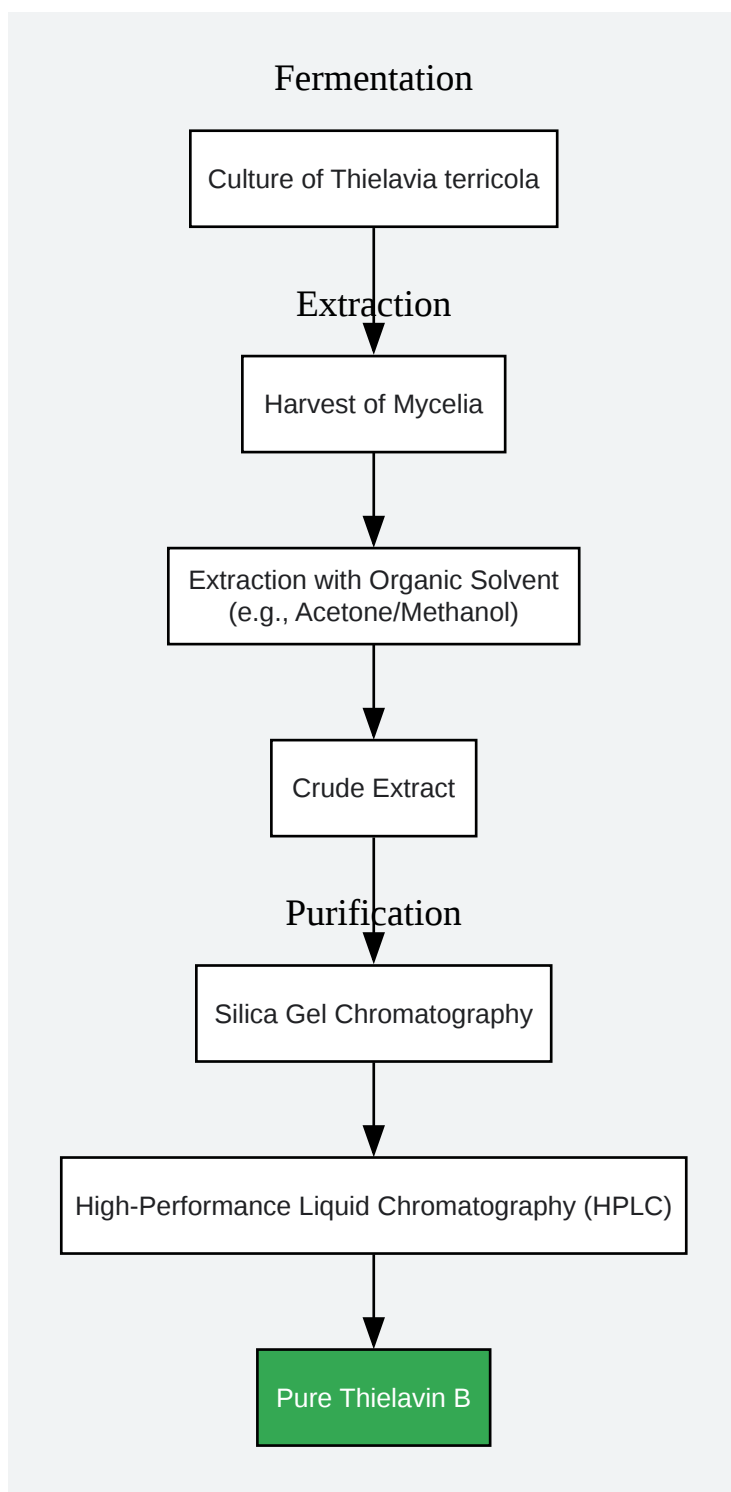 Fermentation
Culture of Thielavia terricola
Extraction
Harvest of Mycelia
Extraction with Organic Solvent
(e.g., Acetone/Methanol)
Crude Extract
Purification
Silica Gel Chromatography
High-Performance Liquid Chromatography (HPLC)
Pure Thielavin B